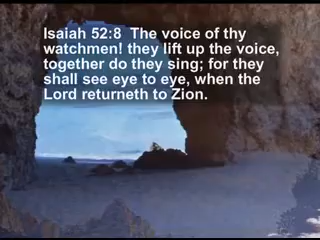 Isaiah 52:8  The voice of thy
watchmen! they lift up the voice,
together do they sing; for they
shall see eye to eye, when the
Lord returneth to Zion.